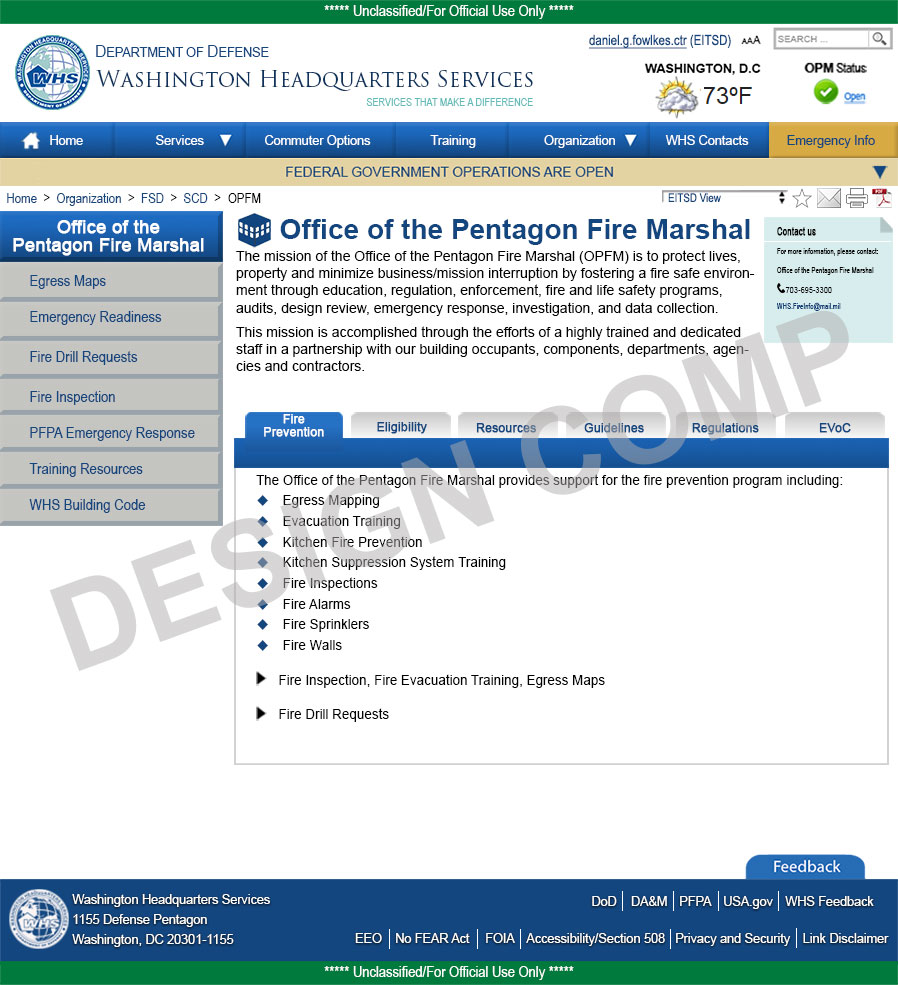 ***** Unclassified/For Official Use Only *****
DEPARTMENT OF DEFENSE
WASHINGTON HEADQUARTERS SERVICES
SERVICES THAT MAKE A DIFFERENCE
WHS
daniel.g.fowlkes.ctr (EITSD) AAA
SEARCH ...
WASHINGTON, D.C
73ºF
OPM Status
Open
Home Services Commuter Options Training Organization WHS Contacts Emergency Info
FEDERAL GOVERNMENT OPERATIONS ARE OPEN
Home > Organization > FSD > SCD > OPFM
EITSD View
PDF
Office of the
Pentagon Fire Marshal
Egress Maps
Emergency Readiness
Fire Drill Requests
Fire Inspection
PFPA Emergency Response
Training Resources
WHS Building Code
Office of the Pentagon Fire Marshal
The mission of the Office of the Pentagon Fire Marshal (OPFM) is to protect lives,
property and minimize business/mission interruption by fostering a fire safe environ-
ment through education, regulation, enforcement, fire and life safety programs,
audits, design review, emergency response, investigation, and data collection.
This mission is accomplished through the efforts of a highly trained and dedicated
staff in a partnership with our building occupants, components, departments, agen-
cies and contractors.
Contact us
For more information, please contact:
Office of the Pentagon Fire Marshal
703-695-3300
WHS.FireInfo@mail.mil
Fire
Prevention
Eligibility Resources Guidelines Regulations EVoC
The Office of the Pentagon Fire Marshal provides support for the fire prevention program including:
Egress Mapping
Evacuation Training
Kitchen Fire Prevention
Kitchen Suppression System Training
Fire Inspections
Fire Alarms
Fire Sprinklers
Fire Walls
Fire Inspection, Fire Evacuation Training, Egress Maps
Fire Drill Requests
DESIGN COMP
Feedback
Washington Headquarters Services
1155 Defense Pentagon
Washington, DC 20301-1155
DoD | DA&M | PFPA | USA.gov | WHS Feedback
EEO | No FEAR Act | FOIA | Accessibility/Section 508 | Privacy and Security | Link Disclaimer
***** Unclassified/For Official Use Only *****